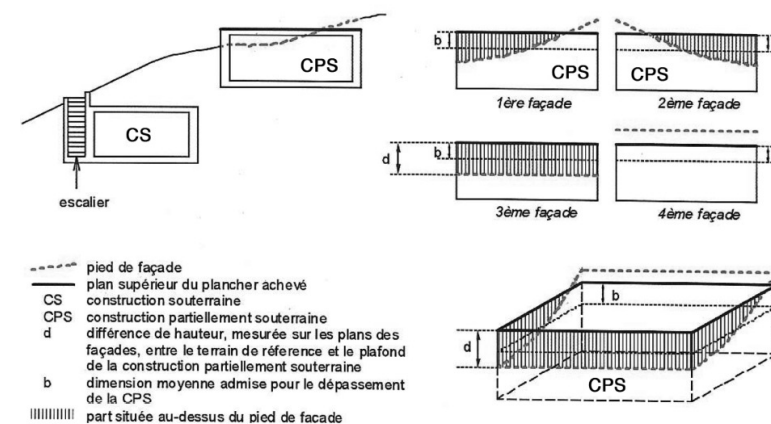 CPS
CS
escalier
b
CPS
1ère façade
CPS
2ème façade
d
b
3ème façade
4ème façade
pied de façade
plan supérieur du plancher achevé
CS construction souterraine
CPS construction partiellement souterraine
d différence de hauteur, mesurée sur les plans des
façades, entre le terrain de réference et le plafond
de la construction partiellement souterraine
b dimension moyenne admise pour le dépassement
de la CPS
part située au-dessus du pied de facade
b
d
CPS